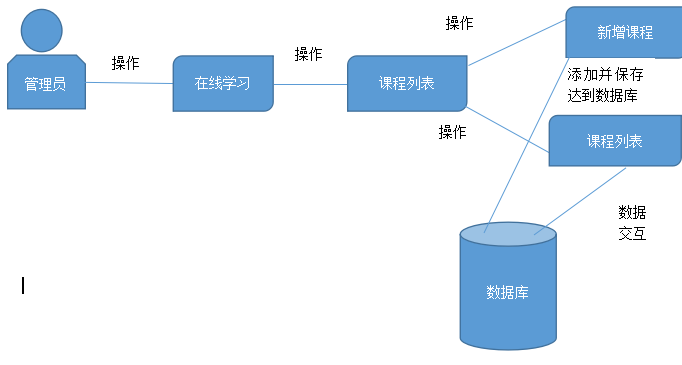 操作
新增课程
操作
操作
管理员
在线学习
课程列表
添加并保存
达到数据库
操作
课程列表
数据
交互
数据库